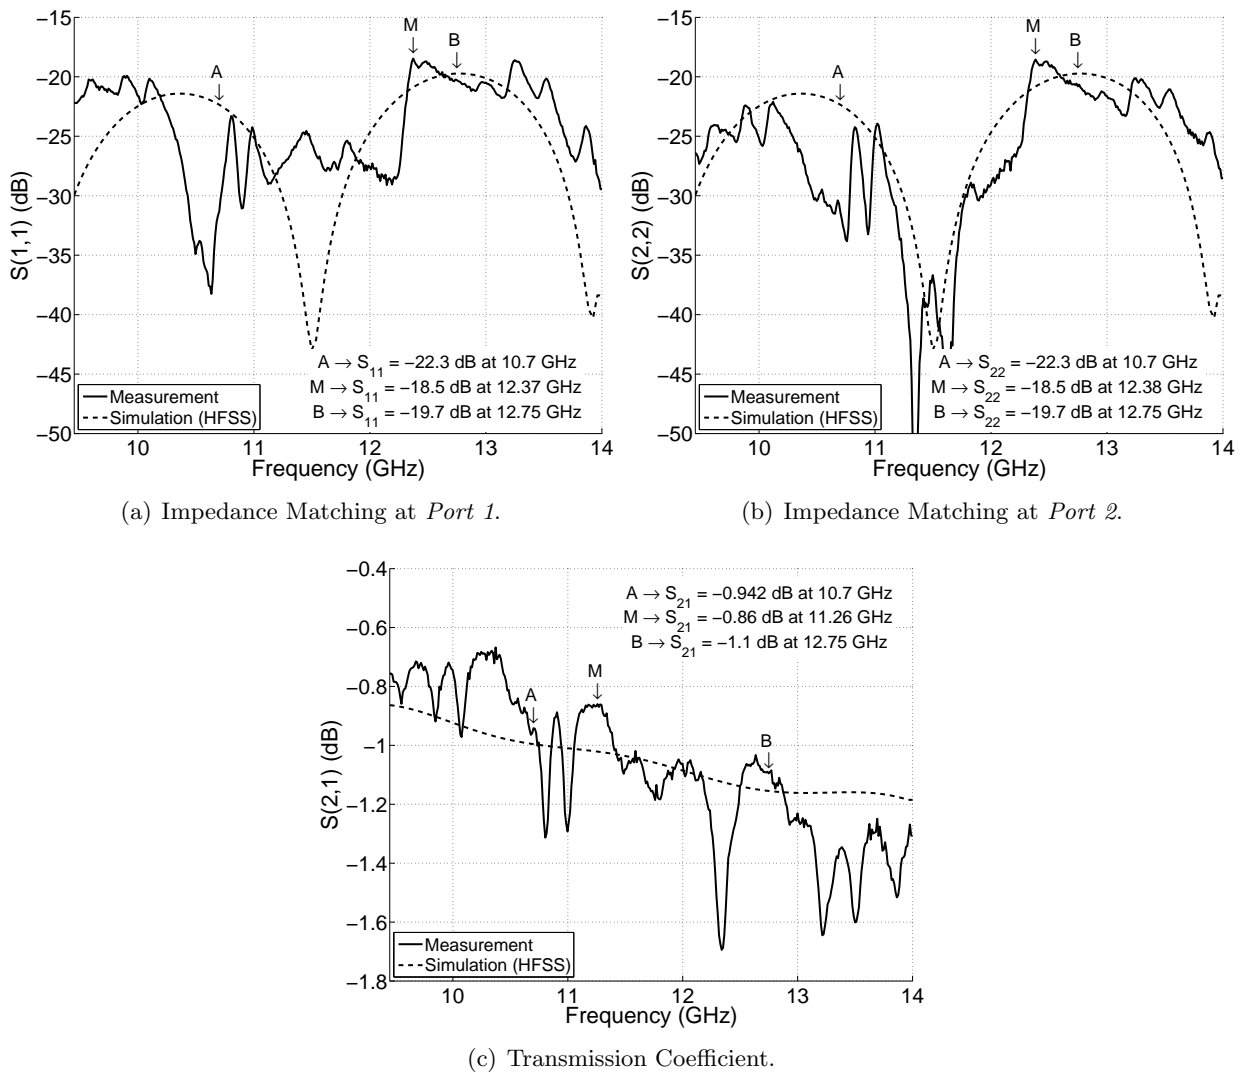 −15
−20
−25
−30
−35
−40
−45
−50
S(1,1) (dB)
A
M
B
A → S11 = −22.3 dB at 10.7 GHz
M → S11 = −18.5 dB at 12.37 GHz
B → S11 = −19.7 dB at 12.75 GHz
Measurement
Simulation (HFSS)
10 11 12 13 14
Frequency (GHz)
(a) Impedance Matching at Port 1.
−15
−20
−25
−30
−35
−40
−45
−50
S(2,2) (dB)
A
M
B
A → S22 = −22.3 dB at 10.7 GHz
M → S22 = −18.5 dB at 12.38 GHz
B → S22 = −19.7 dB at 12.75 GHz
Measurement
Simulation (HFSS)
10 11 12 13 14
Frequency (GHz)
(b) Impedance Matching at Port 2.
−0.4
−0.6
−0.8
−1
−1.2
−1.4
−1.6
−1.8
S(2,1) (dB)
A → S21 = −0.942 dB at 10.7 GHz
M → S21 = −0.86 dB at 11.26 GHz
B → S21 = −1.1 dB at 12.75 GHz
A
M
B
Measurement
Simulation (HFSS)
10 11 12 13 14
Frequency (GHz)
(c) Transmission Coefficient.